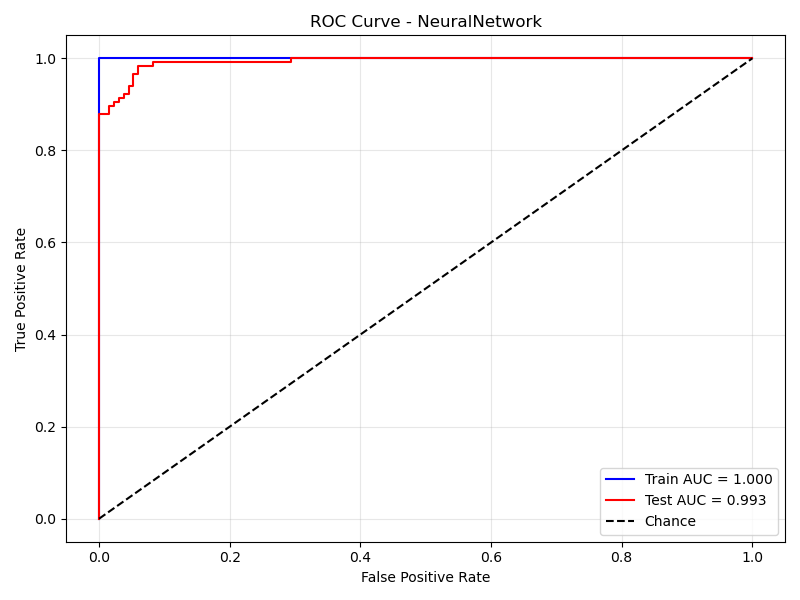 ROC Curve - NeuralNetwork
True Positive Rate
1.0
0.8
0.6
0.4
0.2
0.0
Train AUC = 1.000
Test AUC = 0.993
Chance
0.0 0.2 0.4 0.6 0.8 1.0
False Positive Rate